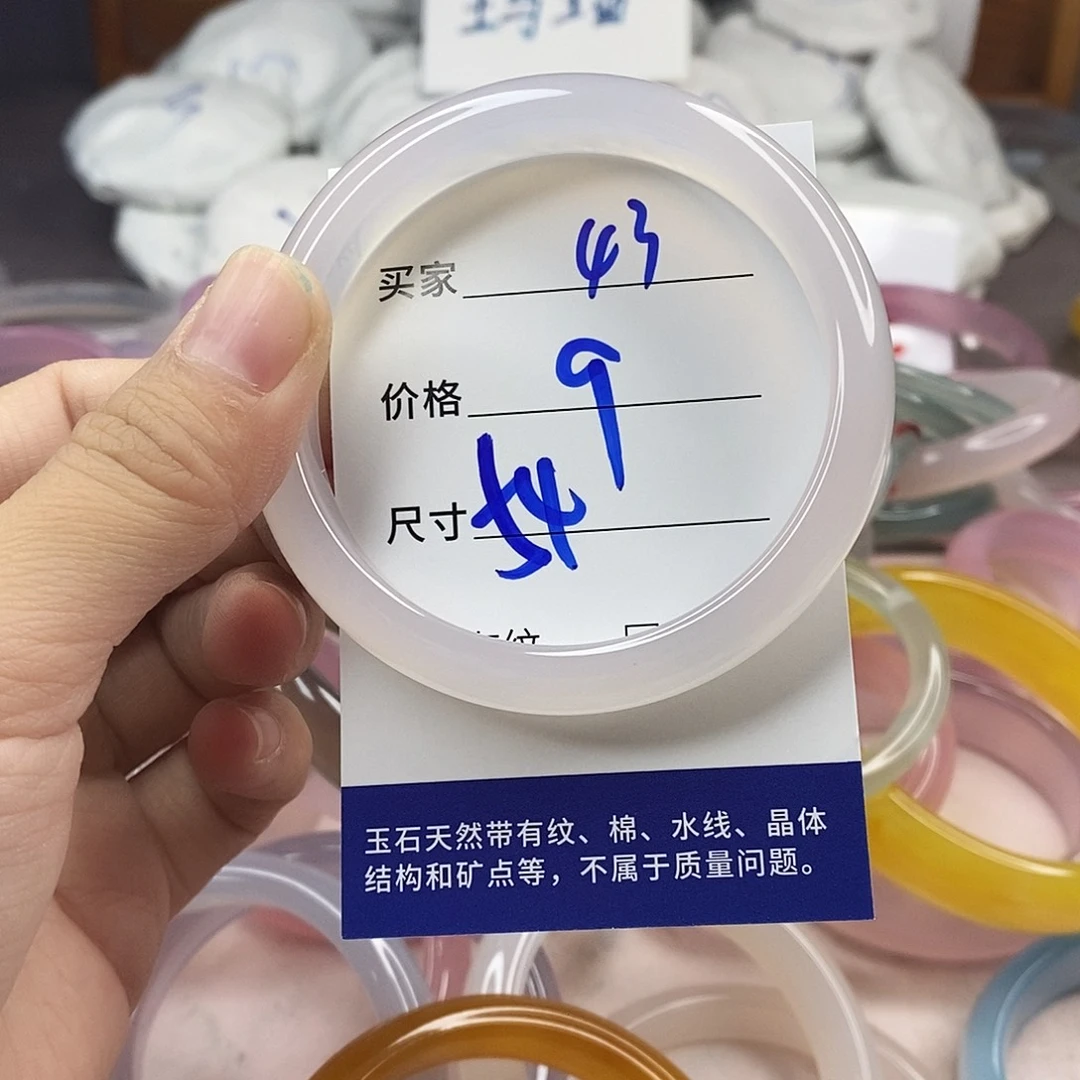 买家 43
价格 9
尺寸 54
玉石天然带有纹、棉、水线、晶体
结构和矿点等，不属于质量问题。